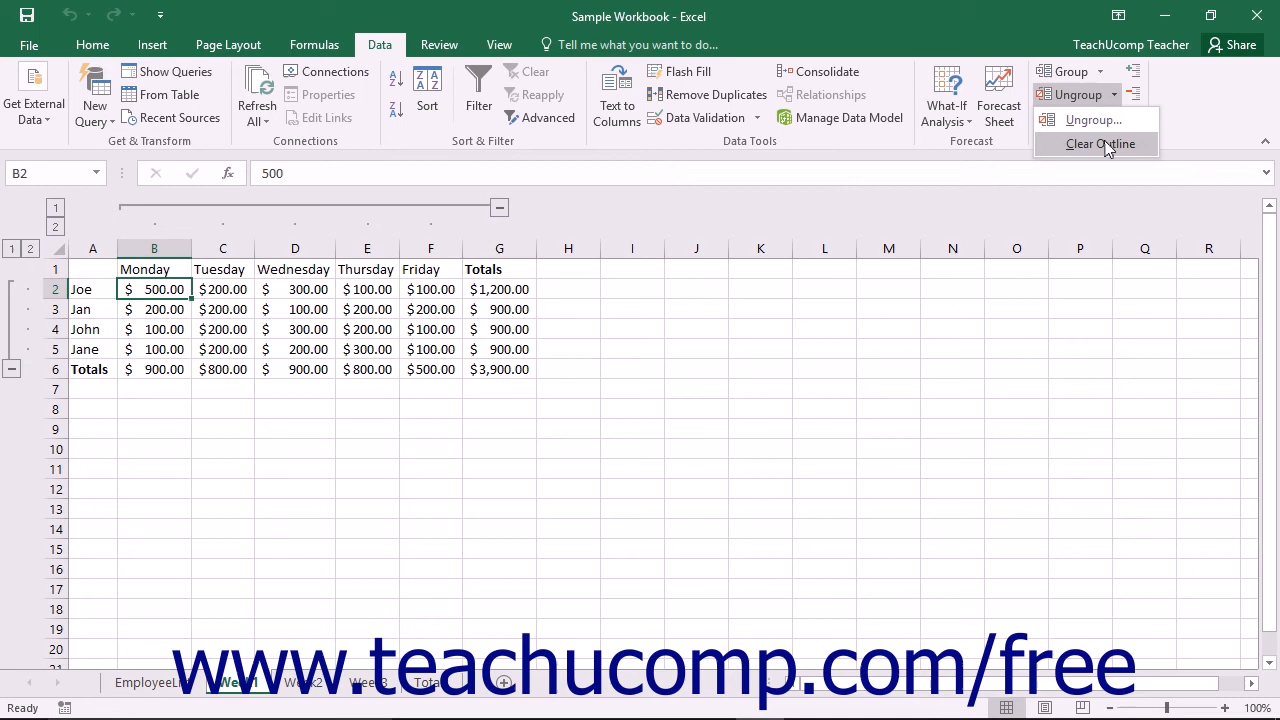 Sample Workbook - Excel
File Home Insert Page Layout Formulas Data Review View Tell me what you want to do... TeachUcomp Teacher Share
Get External Data
New Query
Show Queries
From Table
Recent Sources
Get & Transform
Refresh All
Connections
Properties
Edit Links
Connections
Sort
Filter
Clear
Reapply
Advanced
Sort & Filter
Text to Columns
Flash Fill
Remove Duplicates
Data Validation
Consolidate
Relationships
Manage Data Model
Data Tools
What-If Analysis
Forecast Sheet
Forecast
Group
Ungroup
Ungroup...
Clear Outline
B2 fx 500
1
2
1 2 A B C D E F G H I J K L M N O P Q R
1 Monday Tuesday Wednesday Thursday Friday Totals
2 Joe $ 500.00 $200.00 $ 300.00 $100.00 $100.00 $1,200.00
3 Jan $ 200.00 $200.00 $ 100.00 $200.00 $200.00 $ 900.00
4 John $ 100.00 $200.00 $ 300.00 $200.00 $100.00 $ 900.00
5 Jane $ 100.00 $200.00 $ 200.00 $300.00 $100.00 $ 900.00
6 Totals $ 900.00 $800.00 $ 900.00 $800.00 $500.00 $3,900.00
7
8
9
10
11
12
13
14
15
16
17
18
19
20
21
www.teachucomp.com/free
Week2
Ready 100%